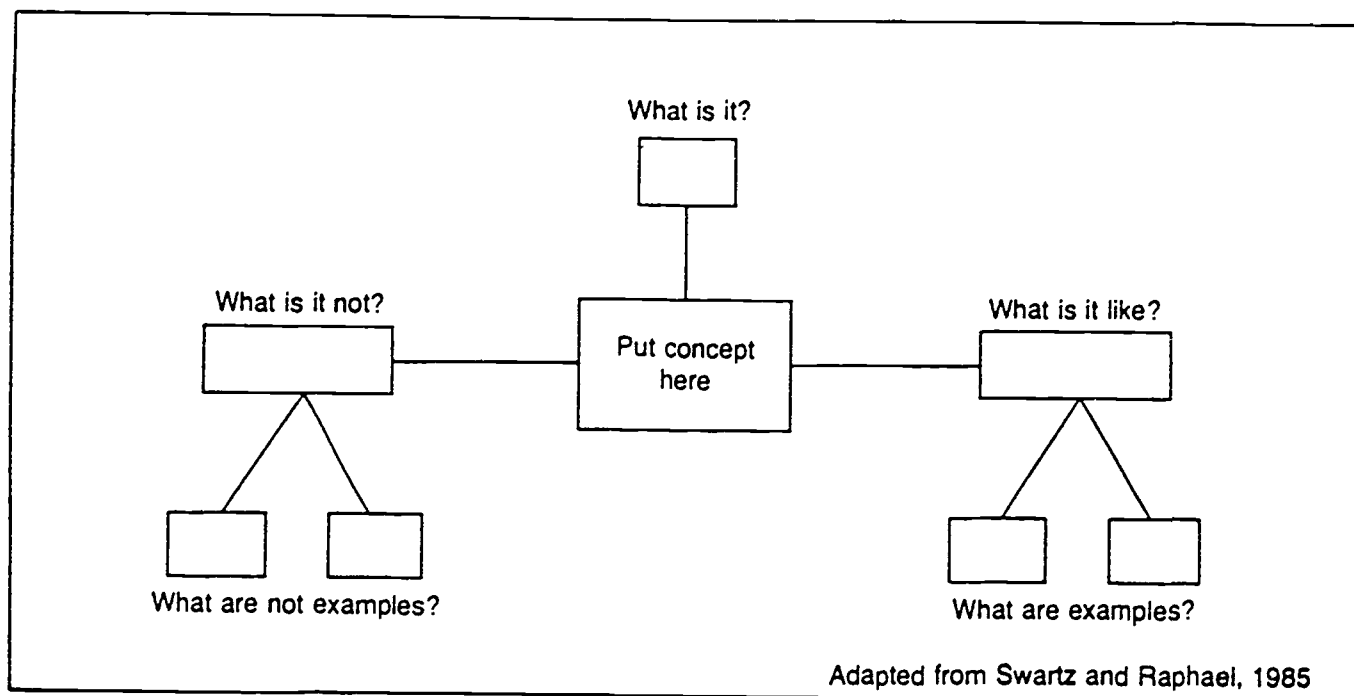 What is it?
What is it not?
Put concept
here
What is it like?
What are not examples?
What are examples?
Adapted from Swartz and Raphael, 1985